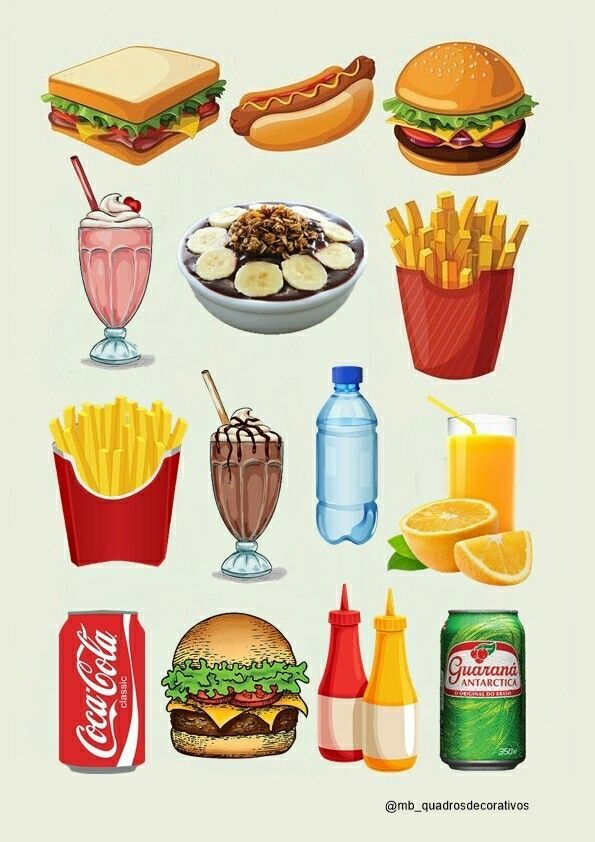 Coca-Cola
classic
Guaraná
ANTARCTICA
O ORIGINAL DO BRASIL
350ml
@mb_quadrosdecorativos